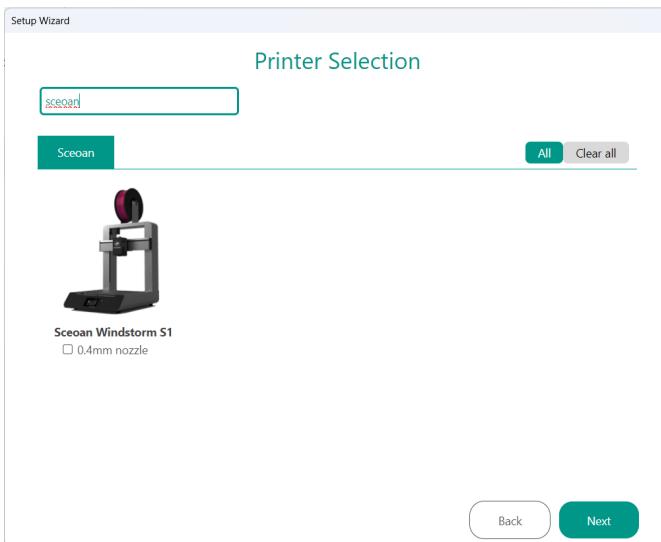 Setup Wizard
Printer Selection
sceoan
Sceoan
All Clear all
Sceoan Windstorm S1
0.4mm nozzle
Back Next